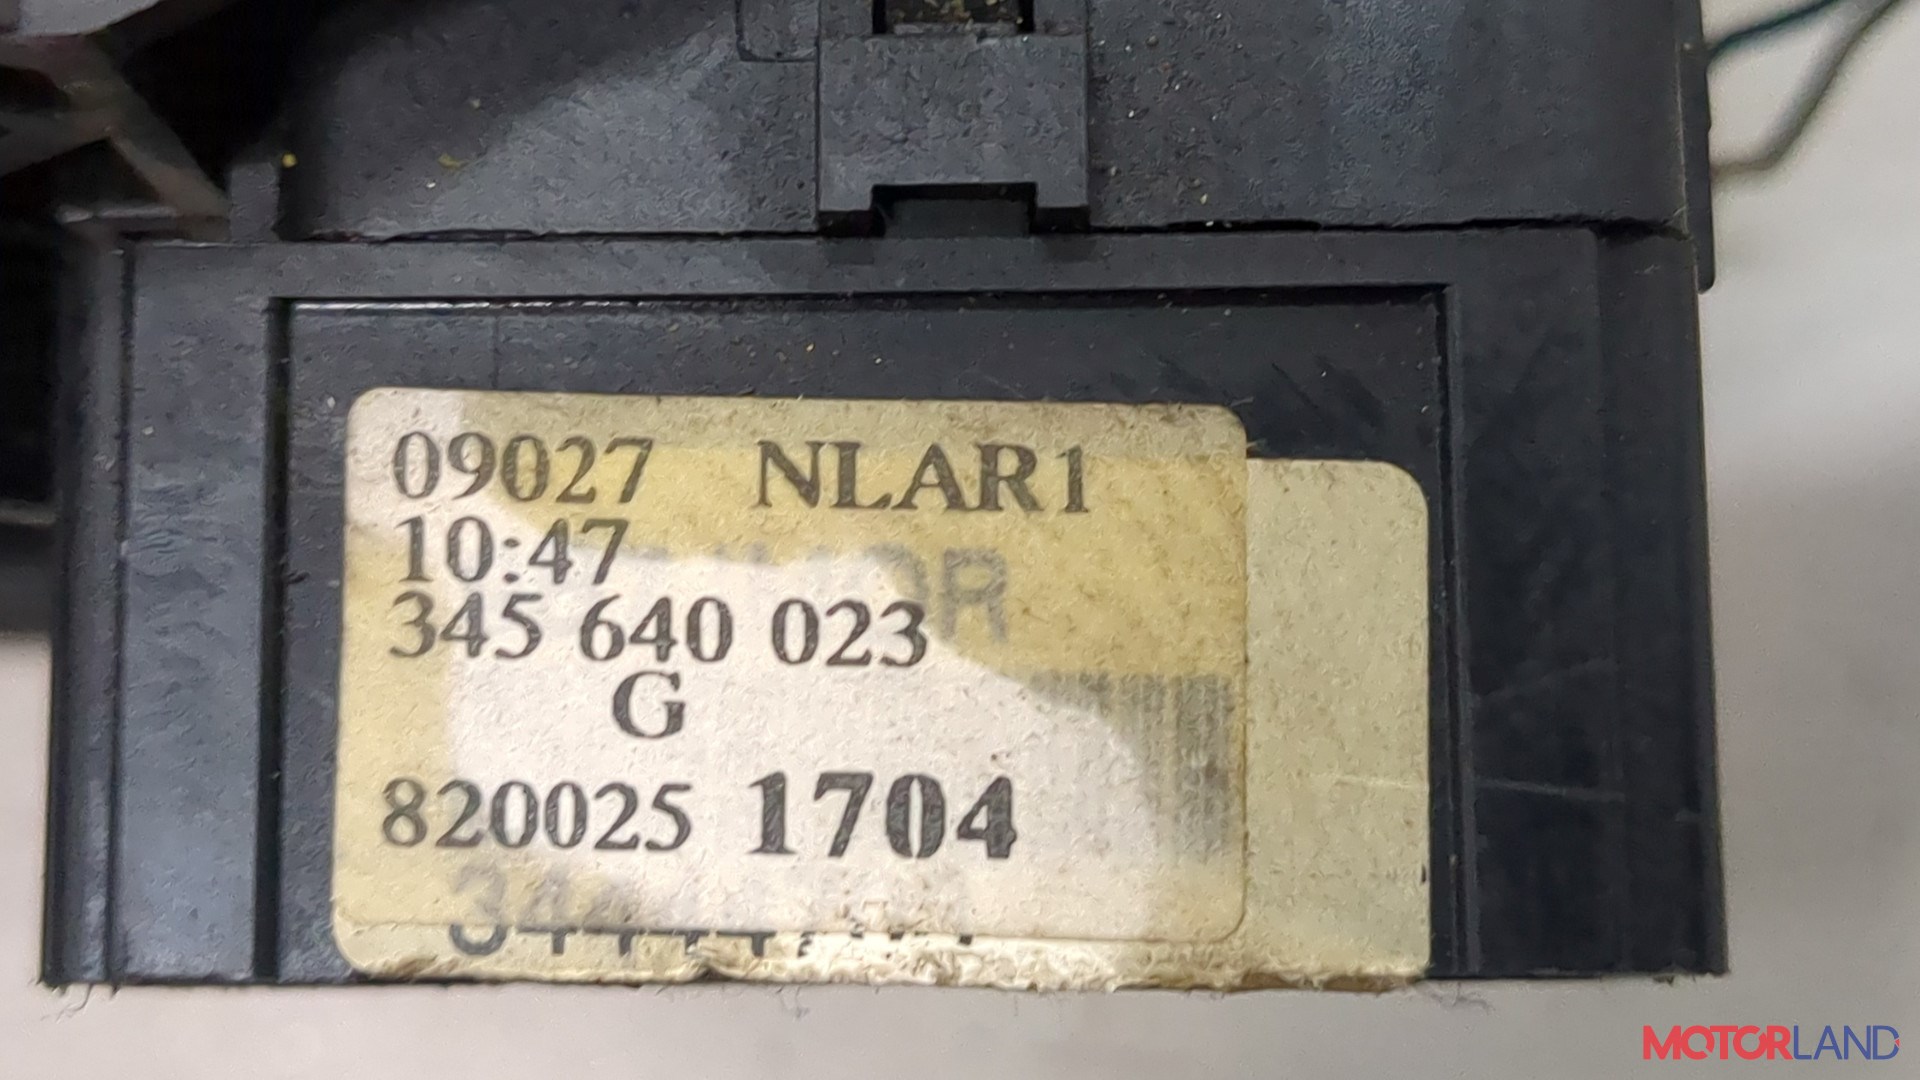 09027 NLAR1
10:47
345 640 023
G
820025 1704
MOTORLAND